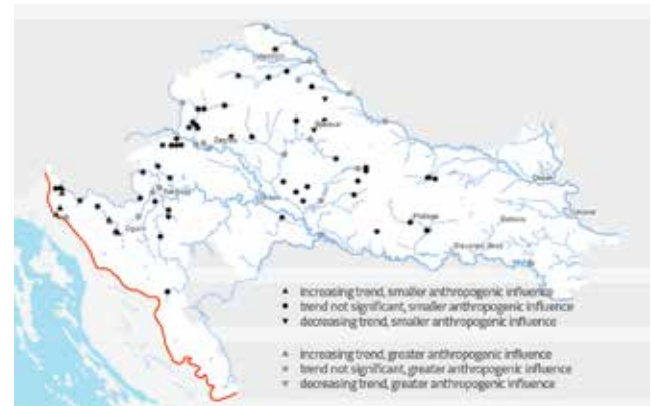 Zagreb
Sisak
Ogulin
Požega
Slavonski Brod
Osijek
Vukovar
increasing trend, smaller anthropogenic influence
trend not significant, smaller anthropogenic influence
decreasing trend, smaller anthropogenic influence
increasing trend, greater anthropogenic influence
trend not significant, greater anthropogenic influence
decreasing trend, greater anthropogenic influence